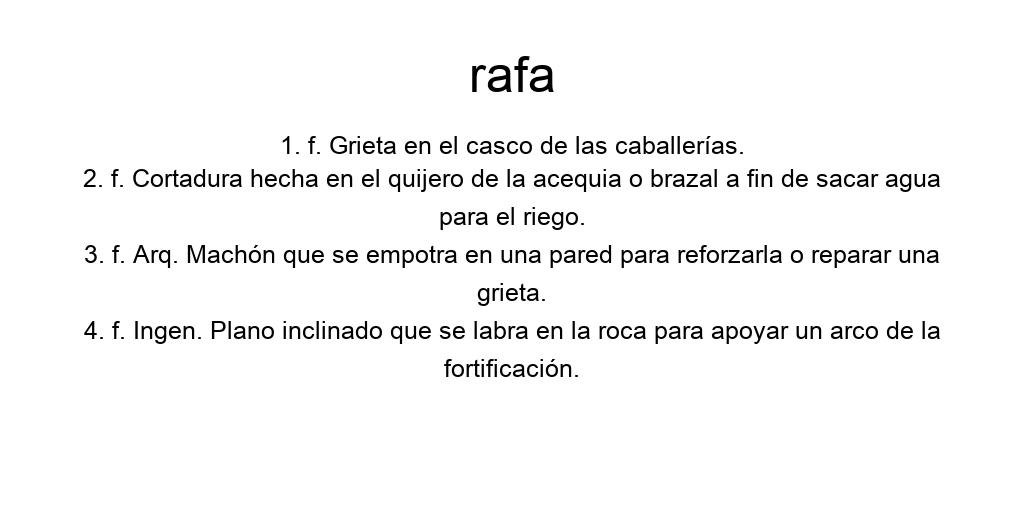 rafa
1. f. Grieta en el casco de las caballerías.
2. f. Cortadura hecha en el quijero de la acequia o brazal a fin de sacar agua
para el riego.
3. f. Arq. Machón que se empotra en una pared para reforzarla o reparar una
grieta.
4. f. Ingen. Plano inclinado que se labra en la roca para apoyar un arco de la
fortificación.